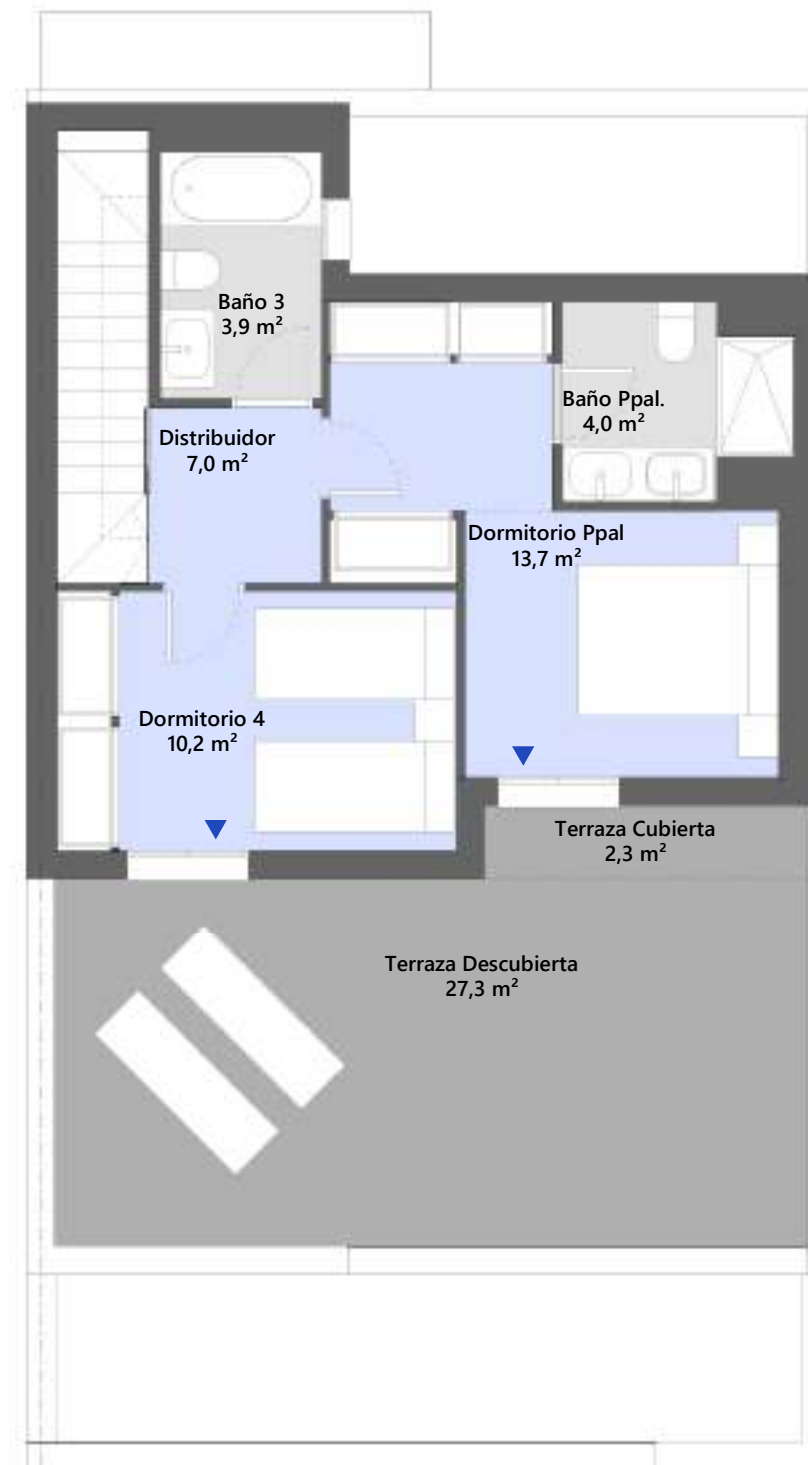 Baño 3
3,9 m²
Baño Ppal.
4,0 m²
Distribuidor
7,0 m²
Dormitorio Ppal
13,7 m²
Dormitorio 4
10,2 m²
Terraza Cubierta
2,3 m²
Terraza Descubierta
27,3 m²